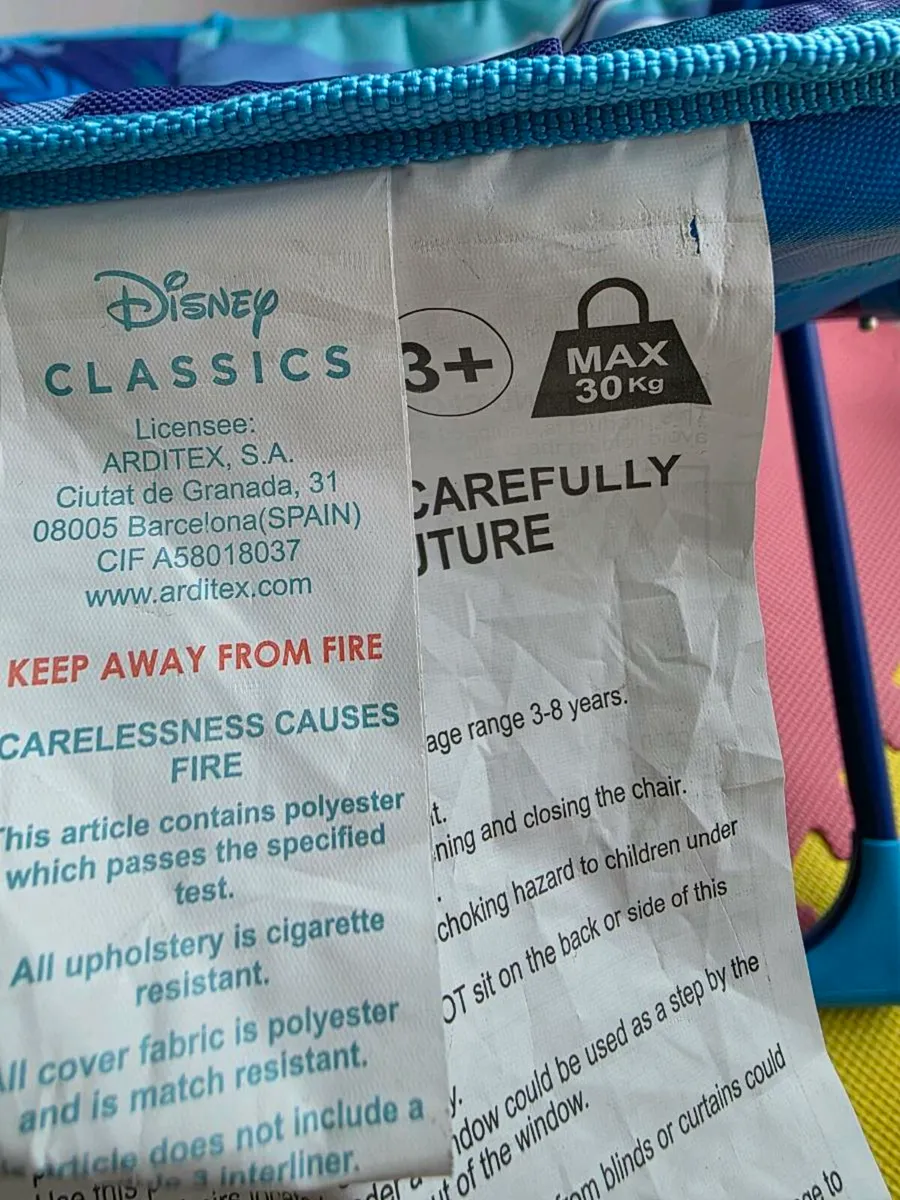 Disney
CLASSICS
Licensee:
ARDITEX, S.A.
Ciutat de Granada, 31
08005 Barcelona(SPAIN)
CIF A58018037
www.arditex.com
KEEP AWAY FROM FIRE
CARELESSNESS CAUSES
FIRE
This article contains polyester
which passes the specified
test.
All upholstery is cigarette
resistant.
All cover fabric is polyester
and is match resistant.
article does not include a
interliner.
3+
MAX
30Kg
CAREFULLY
UTURE
age range 3-8 years.
it.
ning and closing the chair.
choking hazard to children under
OT sit on the back or side of this
y.
ndow could be used as a step by the
ut of the window.
om blinds or curtains could